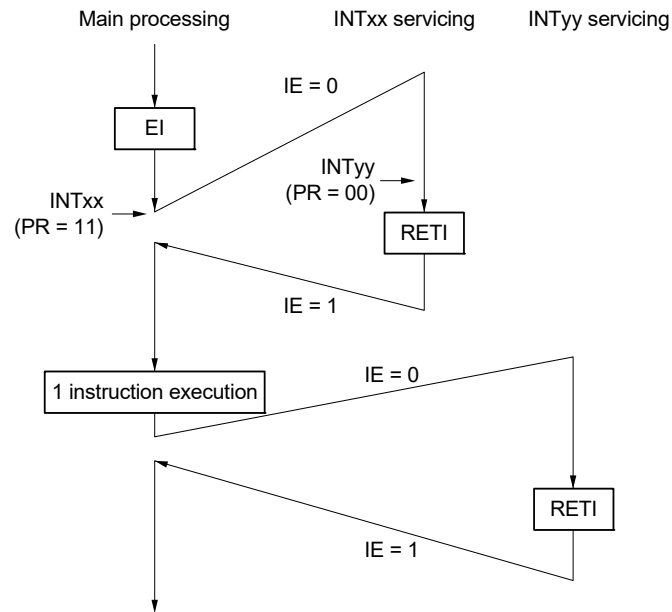 Main processing
INTxx servicing
INTyy servicing
IE = 0
EI
INTyy
(PR = 00)
INTxx
(PR = 11)
RETI
IE = 1
1 instruction execution
IE = 0
RETI
IE = 1